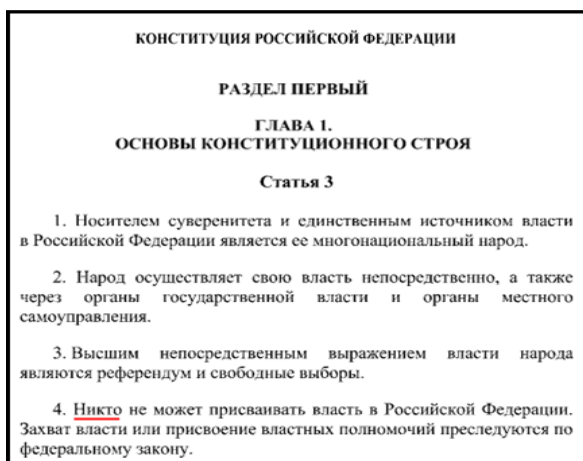 КОНСТИТУЦИЯ РОССИЙСКОЙ ФЕДЕРАЦИИ
РАЗДЕЛ ПЕРВЫЙ
ГЛАВА 1.
ОСНОВЫ КОНСТИТУЦИОННОГО СТРОЯ
Статья 3
1. Носителем суверенитета и единственным источником власти
в Российской Федерации является ее многонациональный народ.
2. Народ осуществляет свою власть непосредственно, а также
через органы государственной власти и органы местного
самоуправления.
3. Высшим непосредственным выражением власти народа
являются референдум и свободные выборы.
4. Никто не может присваивать власть в Российской Федерации.
Захват власти или присвоение властных полномочий преследуются по
федеральному закону.